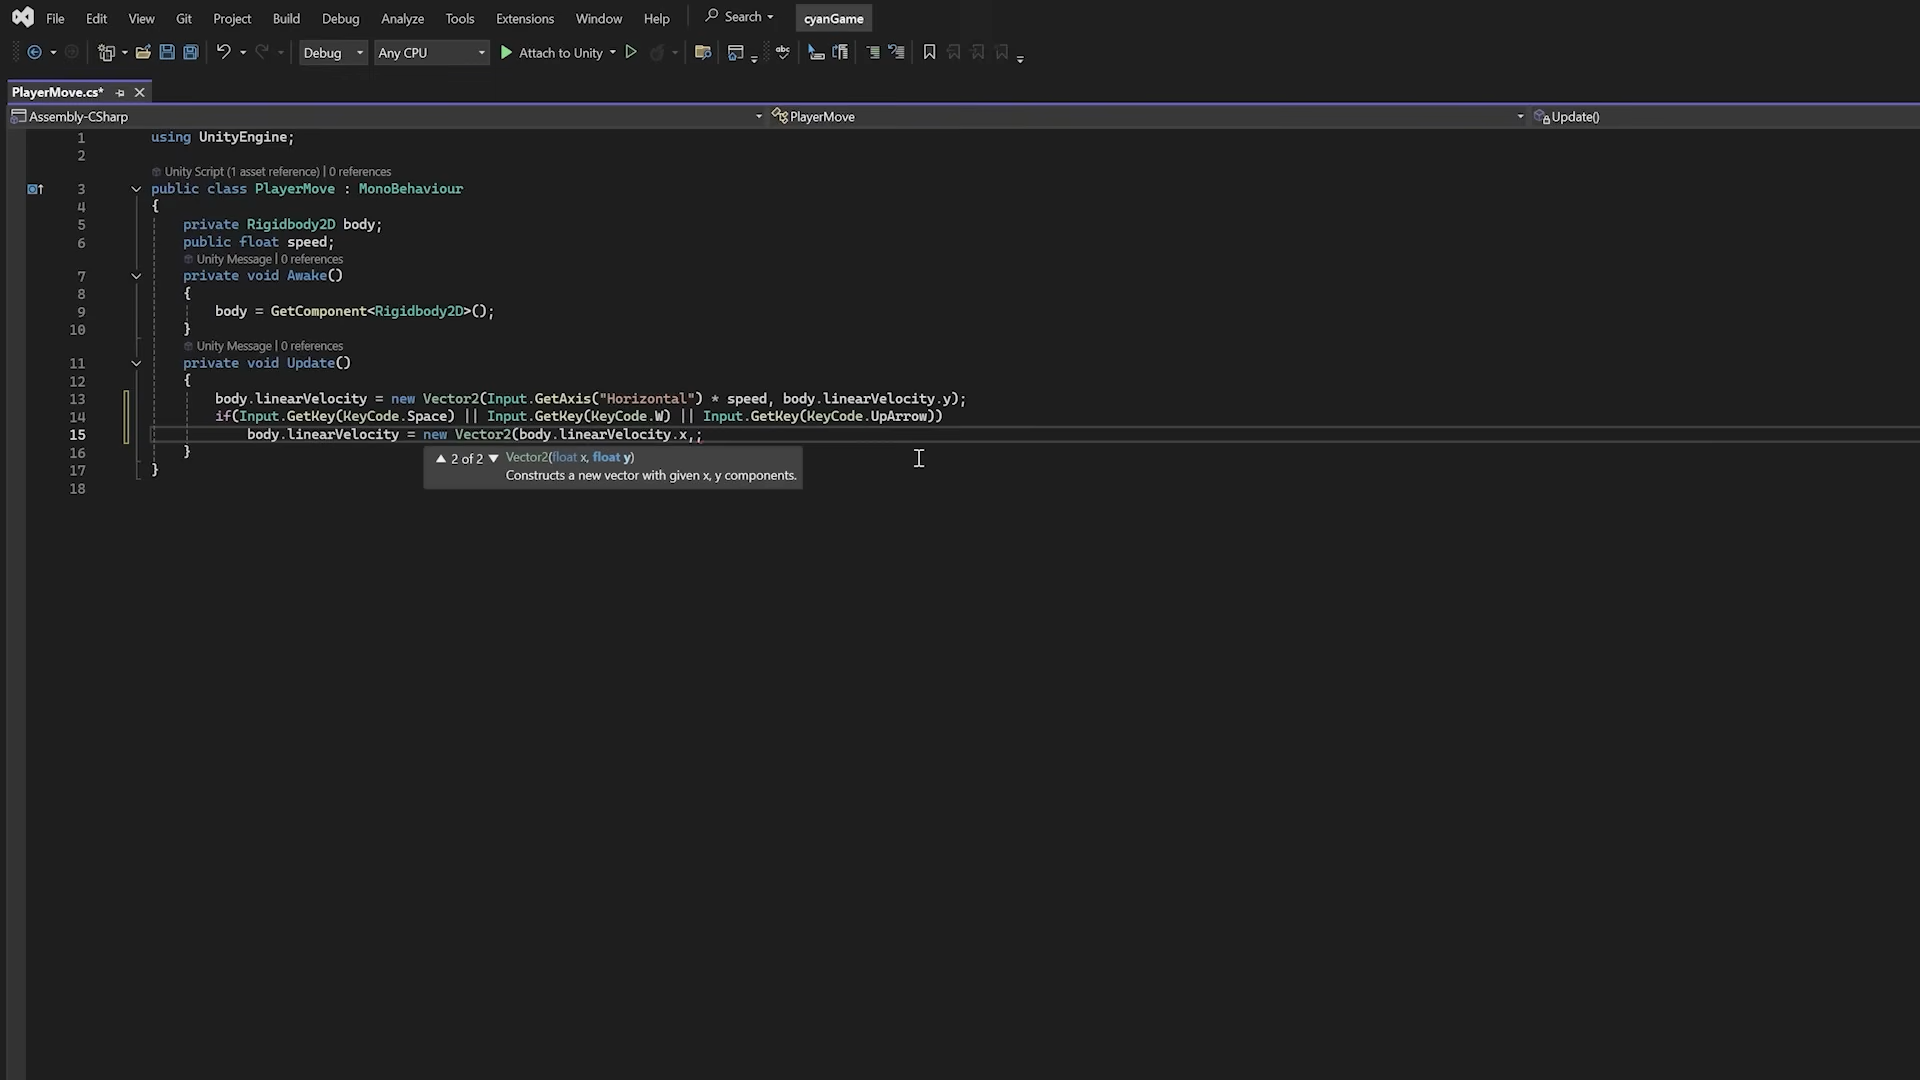 File Edit View Git Project Build Debug Analyze Tools Extensions Window Help Search cyanGame
Debug Any CPU Attach to Unity abc
PlayerMove.cs*
Assembly-CSharp PlayerMove Update()
1 using UnityEngine;
2
Unity Script (1 asset reference) | 0 references
3 public class PlayerMove : MonoBehaviour
4 {
5 private Rigidbody2D body;
6 public float speed;
Unity Message | 0 references
7 private void Awake()
8 {
9 body = GetComponent<Rigidbody2D>();
10 }
Unity Message | 0 references
11 private void Update()
12 {
13 body.linearVelocity = new Vector2(Input.GetAxis("Horizontal") * speed, body.linearVelocity.y);
14 if(Input.GetKey(KeyCode.Space) || Input.GetKey(KeyCode.W) || Input.GetKey(KeyCode.UpArrow))
15 body.linearVelocity = new Vector2(body.linearVelocity.x,;
16 }
2 of 2 Vector2(float x, float y)
Constructs a new vector with given x, y components.
17 }
18